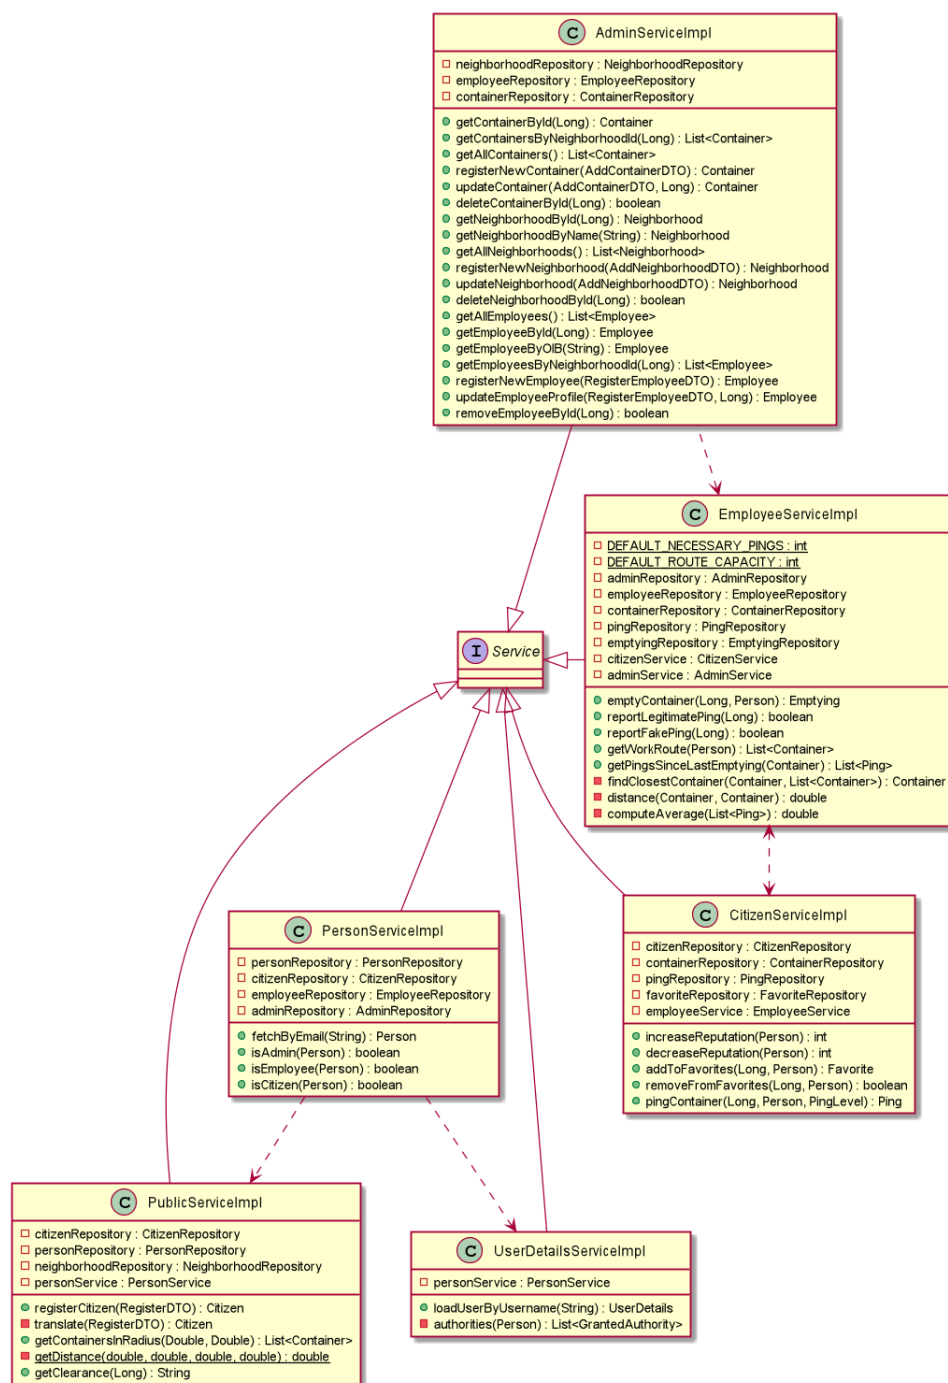 C AdminServiceImpl
neighborhoodRepository : NeighborhoodRepository
employeeRepository : EmployeeRepository
containerRepository : ContainerRepository
getContainerById(Long) : Container
getContainersByNeighborhoodId(Long) : List<Container>
getAllContainers() : List<Container>
registerNewContainer(AddContainerDTO) : Container
updateContainer(AddContainerDTO, Long) : Container
deleteContainerById(Long) : boolean
getNeighborhoodById(Long) : Neighborhood
getNeighborhoodByName(String) : Neighborhood
getAllNeighborhoods() : List<Neighborhood>
registerNewNeighborhood(AddNeighborhoodDTO) : Neighborhood
updateNeighborhood(AddNeighborhoodDTO) : Neighborhood
deleteNeighborhoodById(Long) : boolean
getAllEmployees() : List<Employee>
getEmployeeById(Long) : Employee
getEmployeeByOIB(String) : Employee
getEmployeesByNeighborhoodId(Long) : List<Employee>
registerNewEmployee(RegisterEmployeeDTO) : Employee
updateEmployeeProfile(RegisterEmployeeDTO, Long) : Employee
removeEmployeeById(Long) : boolean
C EmployeeServiceImpl
DEFAULT_NECESSARY_PINGS : int
DEFAULT_ROUTE_CAPACITY : int
adminRepository : AdminRepository
employeeRepository : EmployeeRepository
containerRepository : ContainerRepository
pingRepository : PingRepository
emptyingRepository : EmptyingRepository
citizenService : CitizenService
adminService : AdminService
emptyContainer(Long, Person) : Emptying
reportLegitimatePing(Long) : boolean
reportFakePing(Long) : boolean
getWorkRoute(Person) : List<Container>
getPingsSinceLastEmptying(Container) : List<Ping>
findClosestContainer(Container, List<Container>) : Container
distance(Container, Container) : double
computeAverage(List<Ping>) : double
I Service
C PersonServiceImpl
personRepository : PersonRepository
citizenRepository : CitizenRepository
employeeRepository : EmployeeRepository
adminRepository : AdminRepository
fetchByEmail(String) : Person
isAdmin(Person) : boolean
isEmployee(Person) : boolean
isCitizen(Person) : boolean
C CitizenServiceImpl
citizenRepository : CitizenRepository
containerRepository : ContainerRepository
pingRepository : PingRepository
favoriteRepository : FavoriteRepository
employeeService : EmployeeService
increaseReputation(Person) : int
decreaseReputation(Person) : int
addToFavorites(Long, Person) : Favorite
removeFromFavorites(Long, Person) : boolean
pingContainer(Long, Person, PingLevel) : Ping
C PublicServiceImpl
citizenRepository : CitizenRepository
personRepository : PersonRepository
neighborhoodRepository : NeighborhoodRepository
personService : PersonService
registerCitizen(RegisterDTO) : Citizen
translate(RegisterDTO) : Citizen
getContainersInRadius(Double, Double) : List<Container>
getDistance(double, double, double, double) : double
getClearance(Long) : String
C UserDetailsServiceImpl
personService : PersonService
loadUserByUsername(String) : UserDetails
authorities(Person) : List<GrantedAuthority>